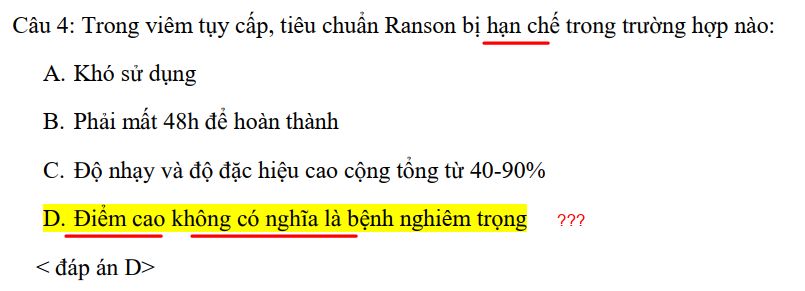 Câu 4: Trong viêm tụy cấp, tiêu chuẩn Ranson bị hạn chế trong trường hợp nào:
A. Khó sử dụng
B. Phải mất 48h để hoàn thành
C. Độ nhạy và độ đặc hiệu cao cộng tổng từ 40-90%
D. Điểm cao không có nghĩa là bệnh nghiêm trọng ???
< đáp án D>